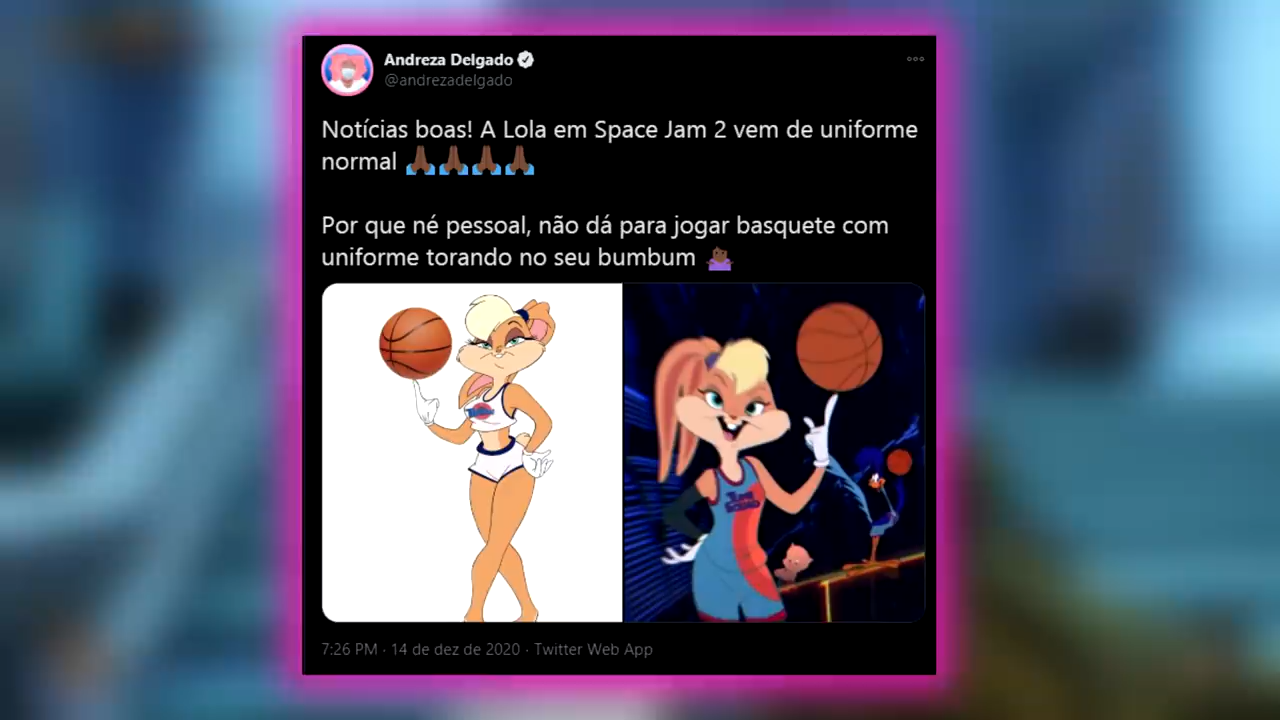 Andreza Delgado
@andrezadelgado
Notícias boas! A Lola em Space Jam 2 vem de uniforme
normal 🙏🏾🙏🏾🙏🏾🙏🏾
Por que né pessoal, não dá para jogar basquete com
uniforme torando no seu bumbum 🤷🏾‍♀️
7:26 PM · 14 de dez de 2020 · Twitter Web App